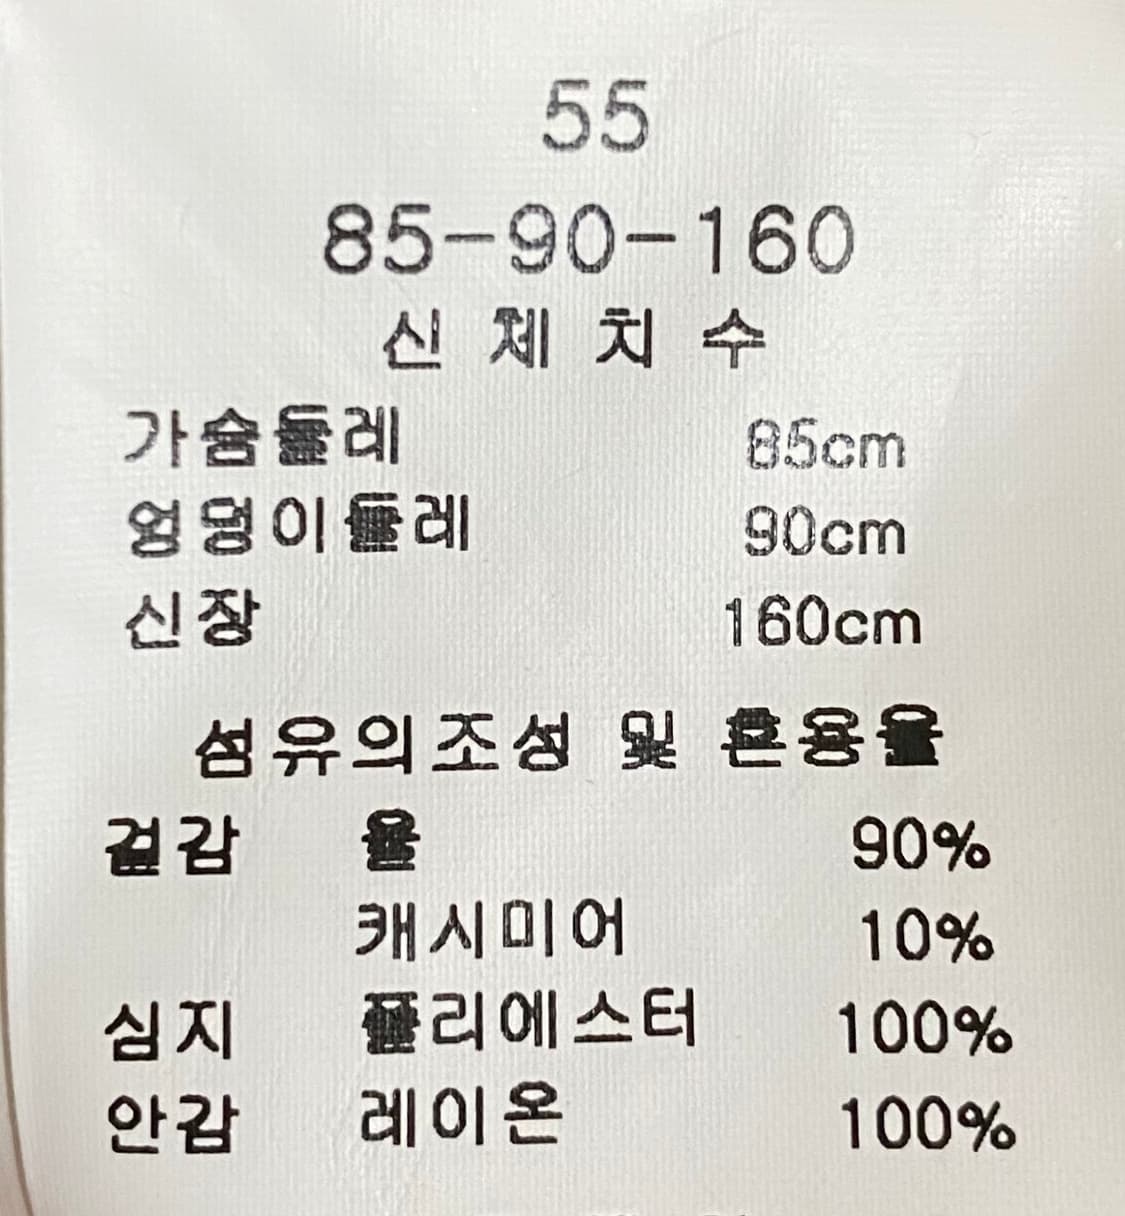 55
85-90-160
신 체 치 수
가슴둘레 85cm
엉덩이둘레 90cm
신장 160cm
섬유의조성 및 혼용률
겉감 울 90%
캐시미어 10%
심지 폴리에스터 100%
안감 레이온 100%